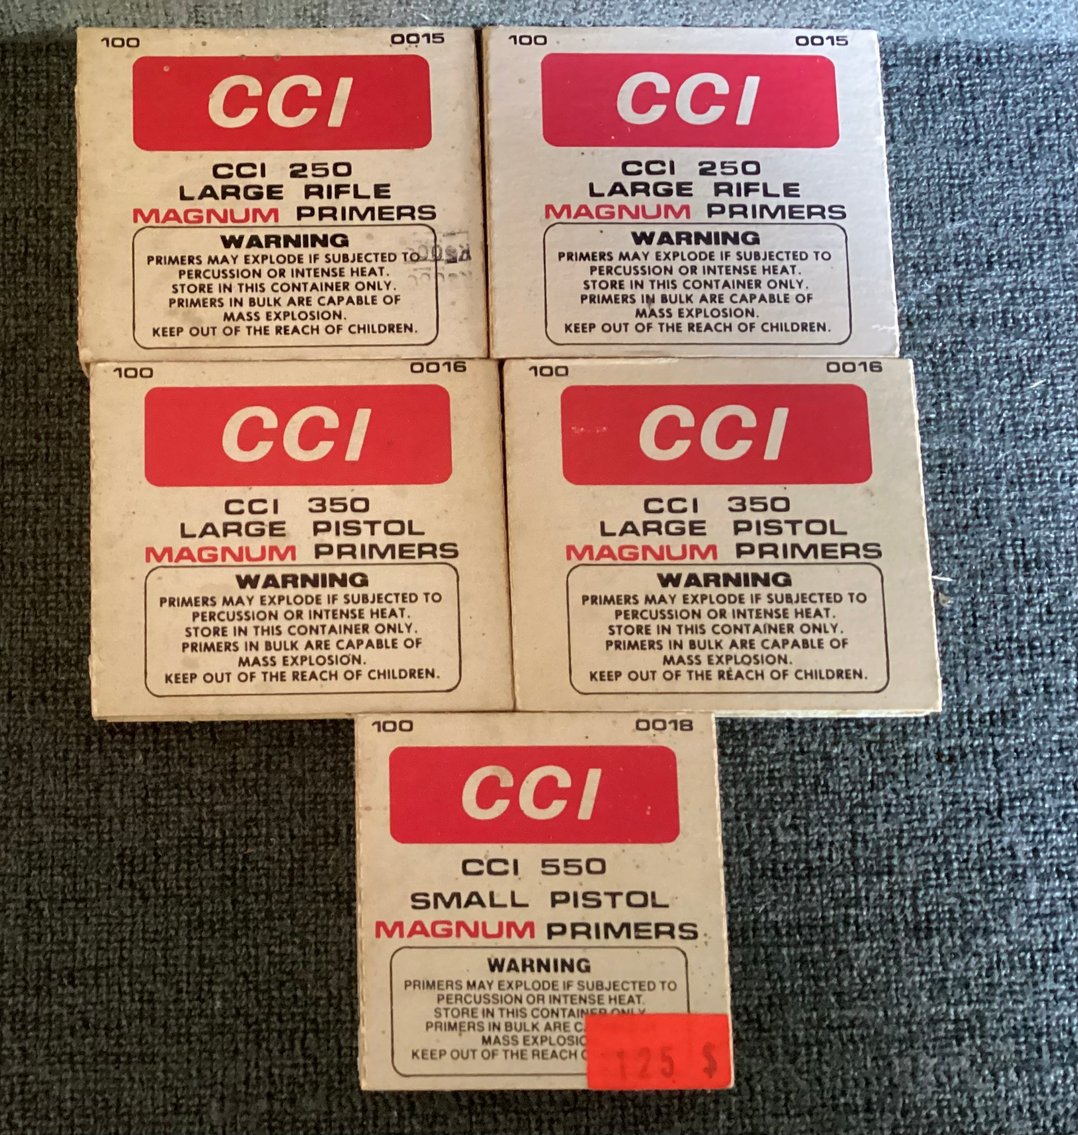 100 0015
CCI
CCI 250
LARGE RIFLE
MAGNUM PRIMERS
WARNING
PRIMERS MAY EXPLODE IF SUBJECTED TO
PERCUSSION OR INTENSE HEAT.
STORE IN THIS CONTAINER ONLY.
PRIMERS IN BULK ARE CAPABLE OF
MASS EXPLOSION.
KEEP OUT OF THE REACH OF CHILDREN.
100 0015
CCI
CCI 250
LARGE RIFLE
MAGNUM PRIMERS
WARNING
PRIMERS MAY EXPLODE IF SUBJECTED TO
PERCUSSION OR INTENSE HEAT.
STORE IN THIS CONTAINER ONLY.
PRIMERS IN BULK ARE CAPABLE OF
MASS EXPLOSION.
KEEP OUT OF THE REACH OF CHILDREN.
100 0016
CCI
CCI 350
LARGE PISTOL
MAGNUM PRIMERS
WARNING
PRIMERS MAY EXPLODE IF SUBJECTED TO
PERCUSSION OR INTENSE HEAT.
STORE IN THIS CONTAINER ONLY.
PRIMERS IN BULK ARE CAPABLE OF
MASS EXPLOSION.
KEEP OUT OF THE REACH OF CHILDREN.
100 0016
CCI
CCI 350
LARGE PISTOL
MAGNUM PRIMERS
WARNING
PRIMERS MAY EXPLODE IF SUBJECTED TO
PERCUSSION OR INTENSE HEAT.
STORE IN THIS CONTAINER ONLY.
PRIMERS IN BULK ARE CAPABLE OF
MASS EXPLOSION.
KEEP OUT OF THE REACH OF CHILDREN.
100 0018
CCI
CCI 550
SMALL PISTOL
MAGNUM PRIMERS
WARNING
PRIMERS MAY EXPLODE IF SUBJECTED TO
PERCUSSION OR INTENSE HEAT.
STORE IN THIS CONTAINER ONLY
PRIMERS IN BULK ARE
MASS
KEEP OUT OF THE REACH
125 $